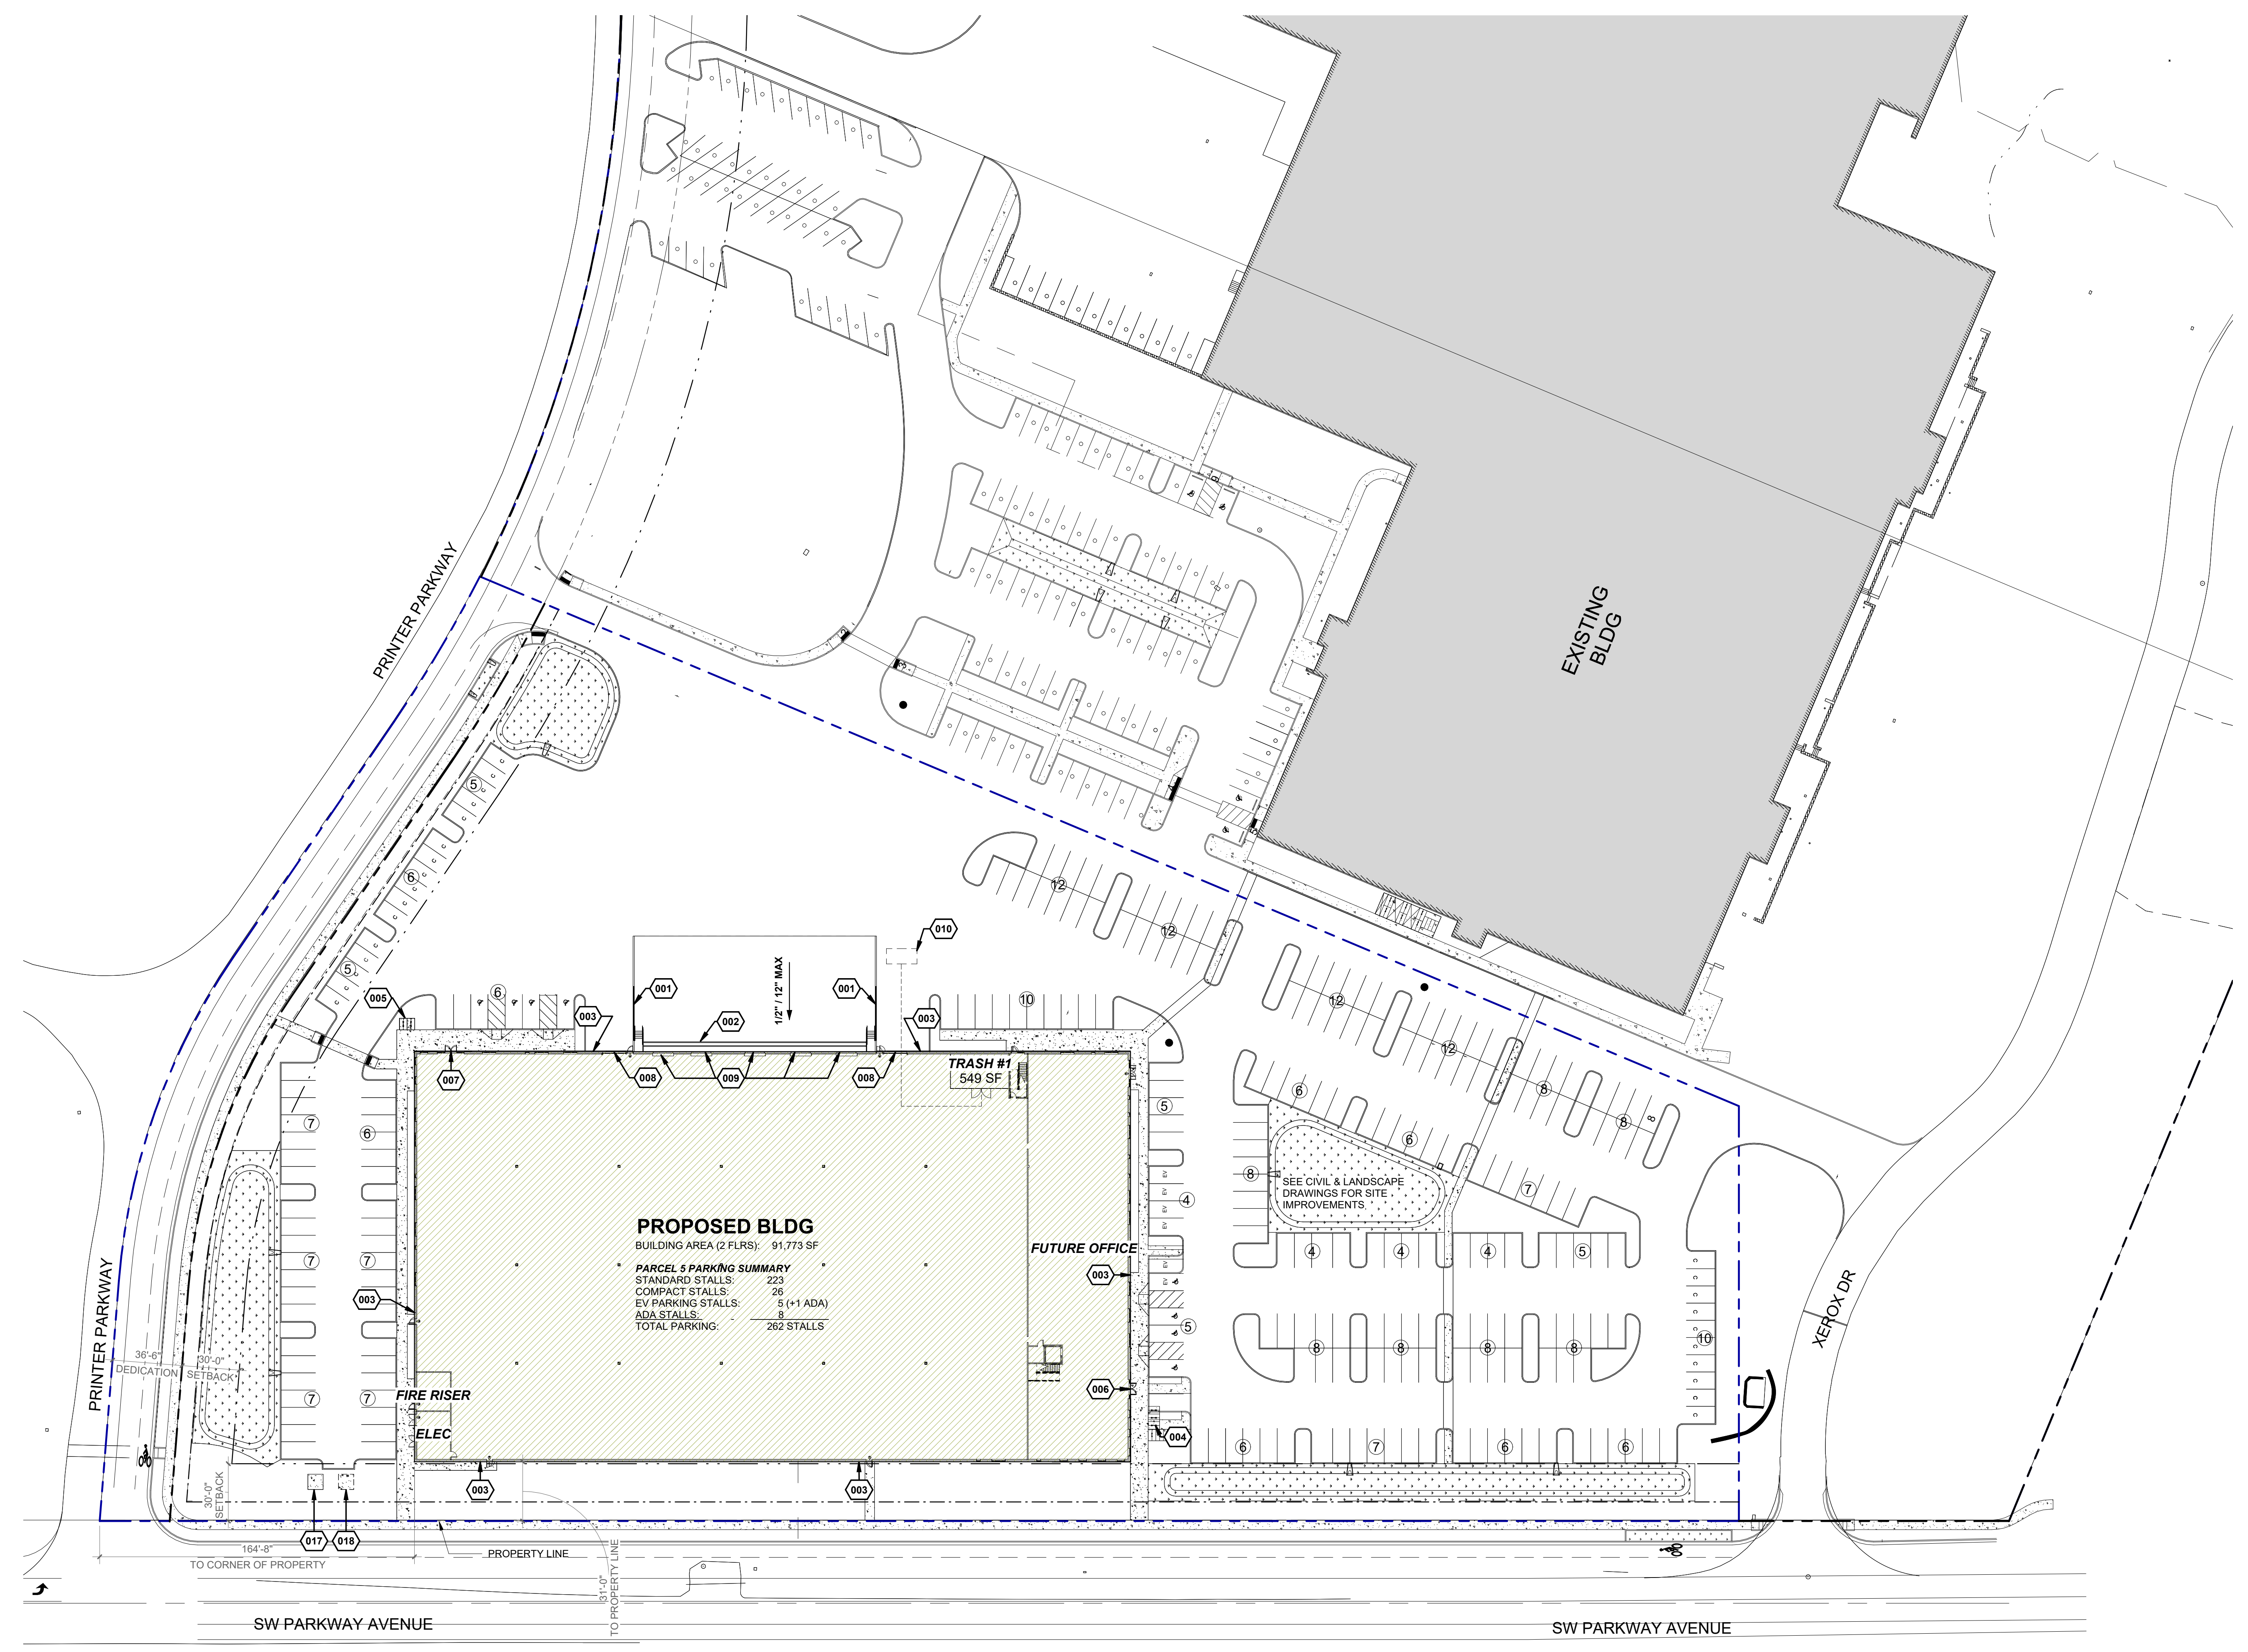 EXISTING
BLDG
PRINTER PARKWAY
5
6
5
12
12
12
12
8
8
8
010
001
001
1/2" / 12" MAX
005
6
003
002
003
10
007
008
009
008
TRASH #1
549 SF
7
6
5
6
6
8
7
4
SEE CIVIL & LANDSCAPE
DRAWINGS FOR SITE
IMPROVEMENTS
EV
EV
EV
EV
EV
EV
PROPOSED BLDG
BUILDING AREA (2 FLRS): 91,773 SF
PARCEL 5 PARKING SUMMARY
STANDARD STALLS: 223
COMPACT STALLS: 26
EV PARKING STALLS: 5 (+1 ADA)
ADA STALLS: 8
TOTAL PARKING: 262 STALLS
FUTURE OFFICE
003
7
7
4
4
4
5
003
5
8
8
8
8
10
XEROX DR
PRINTER PARKWAY
36'-6"
DEDICATION
30'-0"
SETBACK
7
7
FIRE RISER
ELEC
006
004
6
7
6
6
30'-0"
SETBACK
003
003
017
018
164'-8"
TO CORNER OF PROPERTY
PROPERTY LINE
31'-0"
TO PROPERTY LINE
SW PARKWAY AVENUE
SW PARKWAY AVENUE